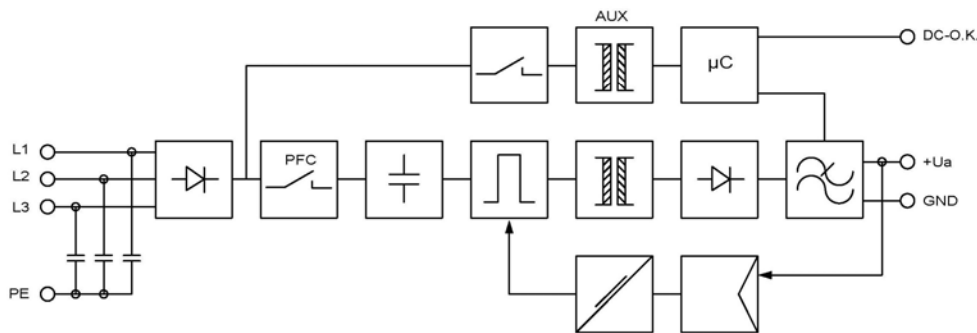 AUX
DC-O.K.
µC
L1
L2
L3
PFC
+Ua
GND
PE